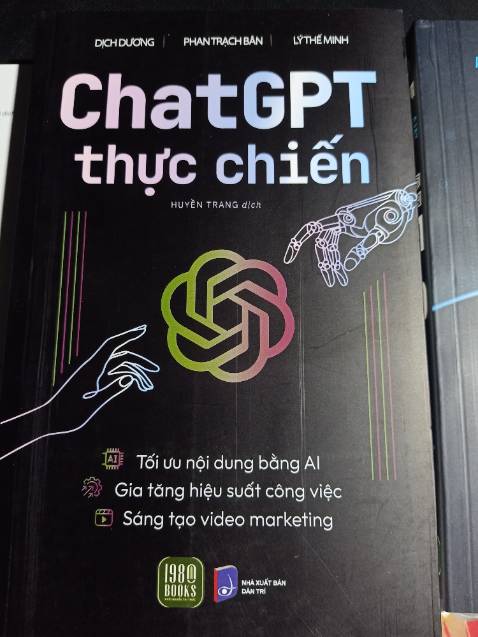 DỊCH DƯƠNG | PHAN TRẠCH BÂN | LÝ THẾ MINH
ChatGPT
thực chiến
HUYỀN TRANG dịch
AI
Tối ưu nội dung bằng AI
Gia tăng hiệu suất công việc
Sáng tạo video marketing
1980
BOOKS
NHÀ XUẤT BẢN
DÂN TRÍ